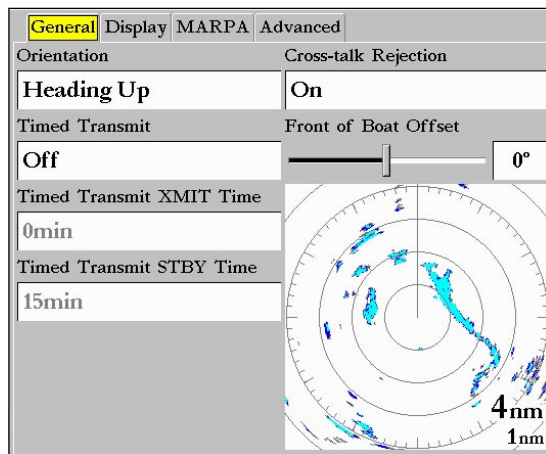 General Display MARPA Advanced
Orientation
Heading Up
Cross-talk Rejection
On
Timed Transmit
Off
Front of Boat Offset
0°
Timed Transmit XMIT Time
0min
Timed Transmit STBY Time
15min
4nm
1nm